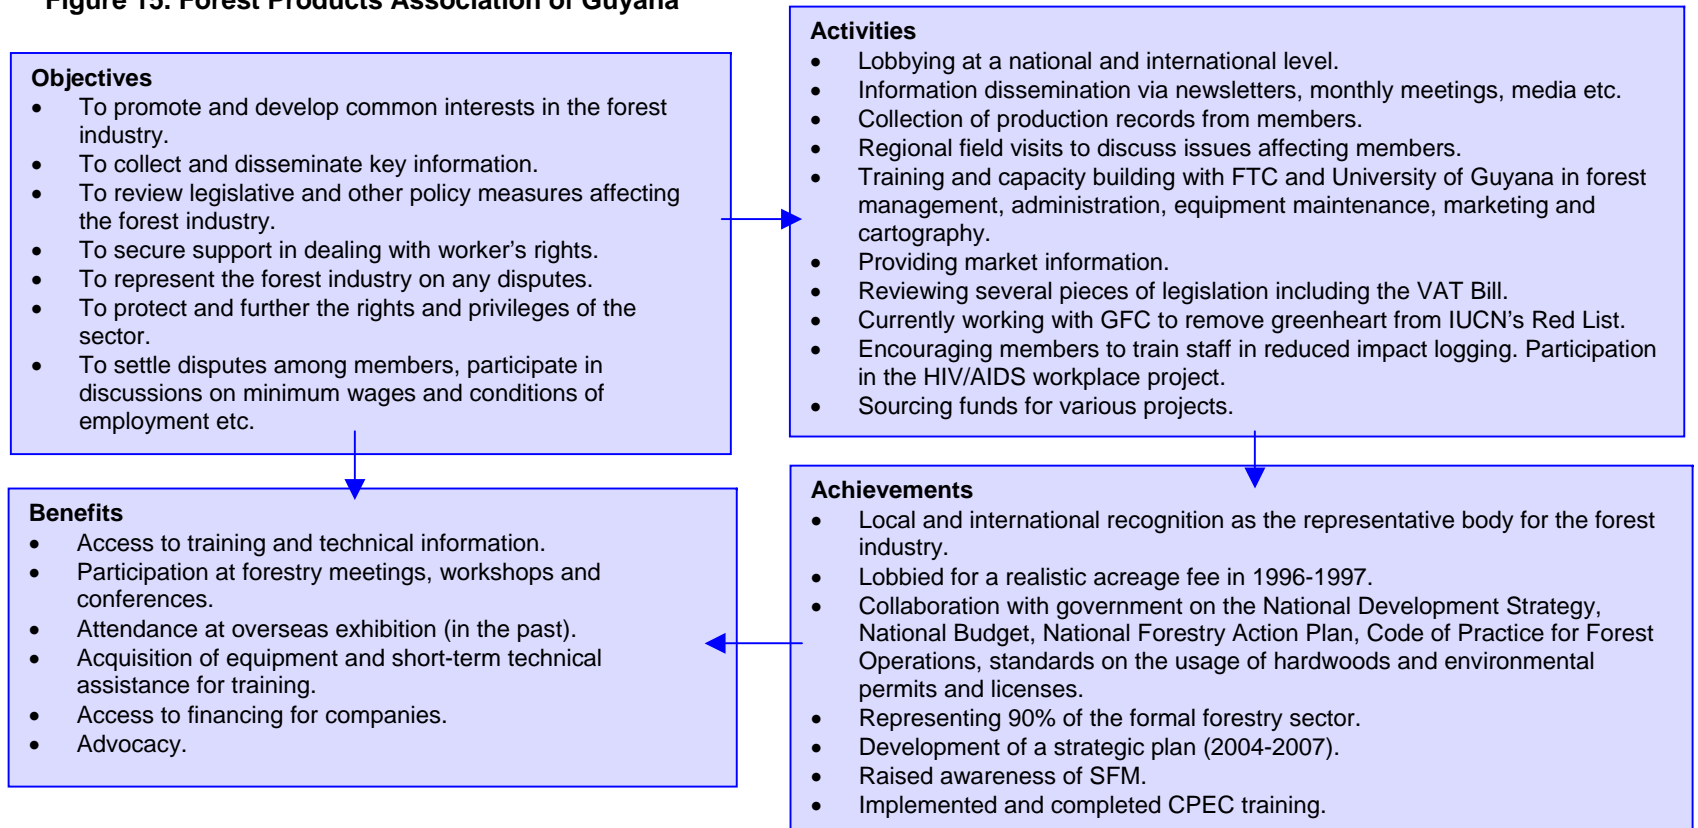 Figure 15. Forest Products Association of Guyana
Objectives
• To promote and develop common interests in the forest
industry.
• To collect and disseminate key information.
• To review legislative and other policy measures affecting
the forest industry.
• To secure support in dealing with worker's rights.
• To represent the forest industry on any disputes.
• To protect and further the rights and privileges of the
sector.
• To settle disputes among members, participate in
discussions on minimum wages and conditions of
employment etc.
Activities
• Lobbying at a national and international level.
• Information dissemination via newsletters, monthly meetings, media etc.
• Collection of production records from members.
• Regional field visits to discuss issues affecting members.
• Training and capacity building with FTC and University of Guyana in forest
management, administration, equipment maintenance, marketing and
cartography.
• Providing market information.
• Reviewing several pieces of legislation including the VAT Bill.
• Currently working with GFC to remove greenheart from IUCN's Red List.
• Encouraging members to train staff in reduced impact logging. Participation
in the HIV/AIDS workplace project.
• Sourcing funds for various projects.
Benefits
• Access to training and technical information.
• Participation at forestry meetings, workshops and
conferences.
• Attendance at overseas exhibition (in the past).
• Acquisition of equipment and short-term technical
assistance for training.
• Access to financing for companies.
• Advocacy.
Achievements
• Local and international recognition as the representative body for the forest
industry.
• Lobbied for a realistic acreage fee in 1996-1997.
• Collaboration with government on the National Development Strategy,
National Budget, National Forestry Action Plan, Code of Practice for Forest
Operations, standards on the usage of hardwoods and environmental
permits and licenses.
• Representing 90% of the formal forestry sector.
• Development of a strategic plan (2004-2007).
• Raised awareness of SFM.
• Implemented and completed CPEC training.